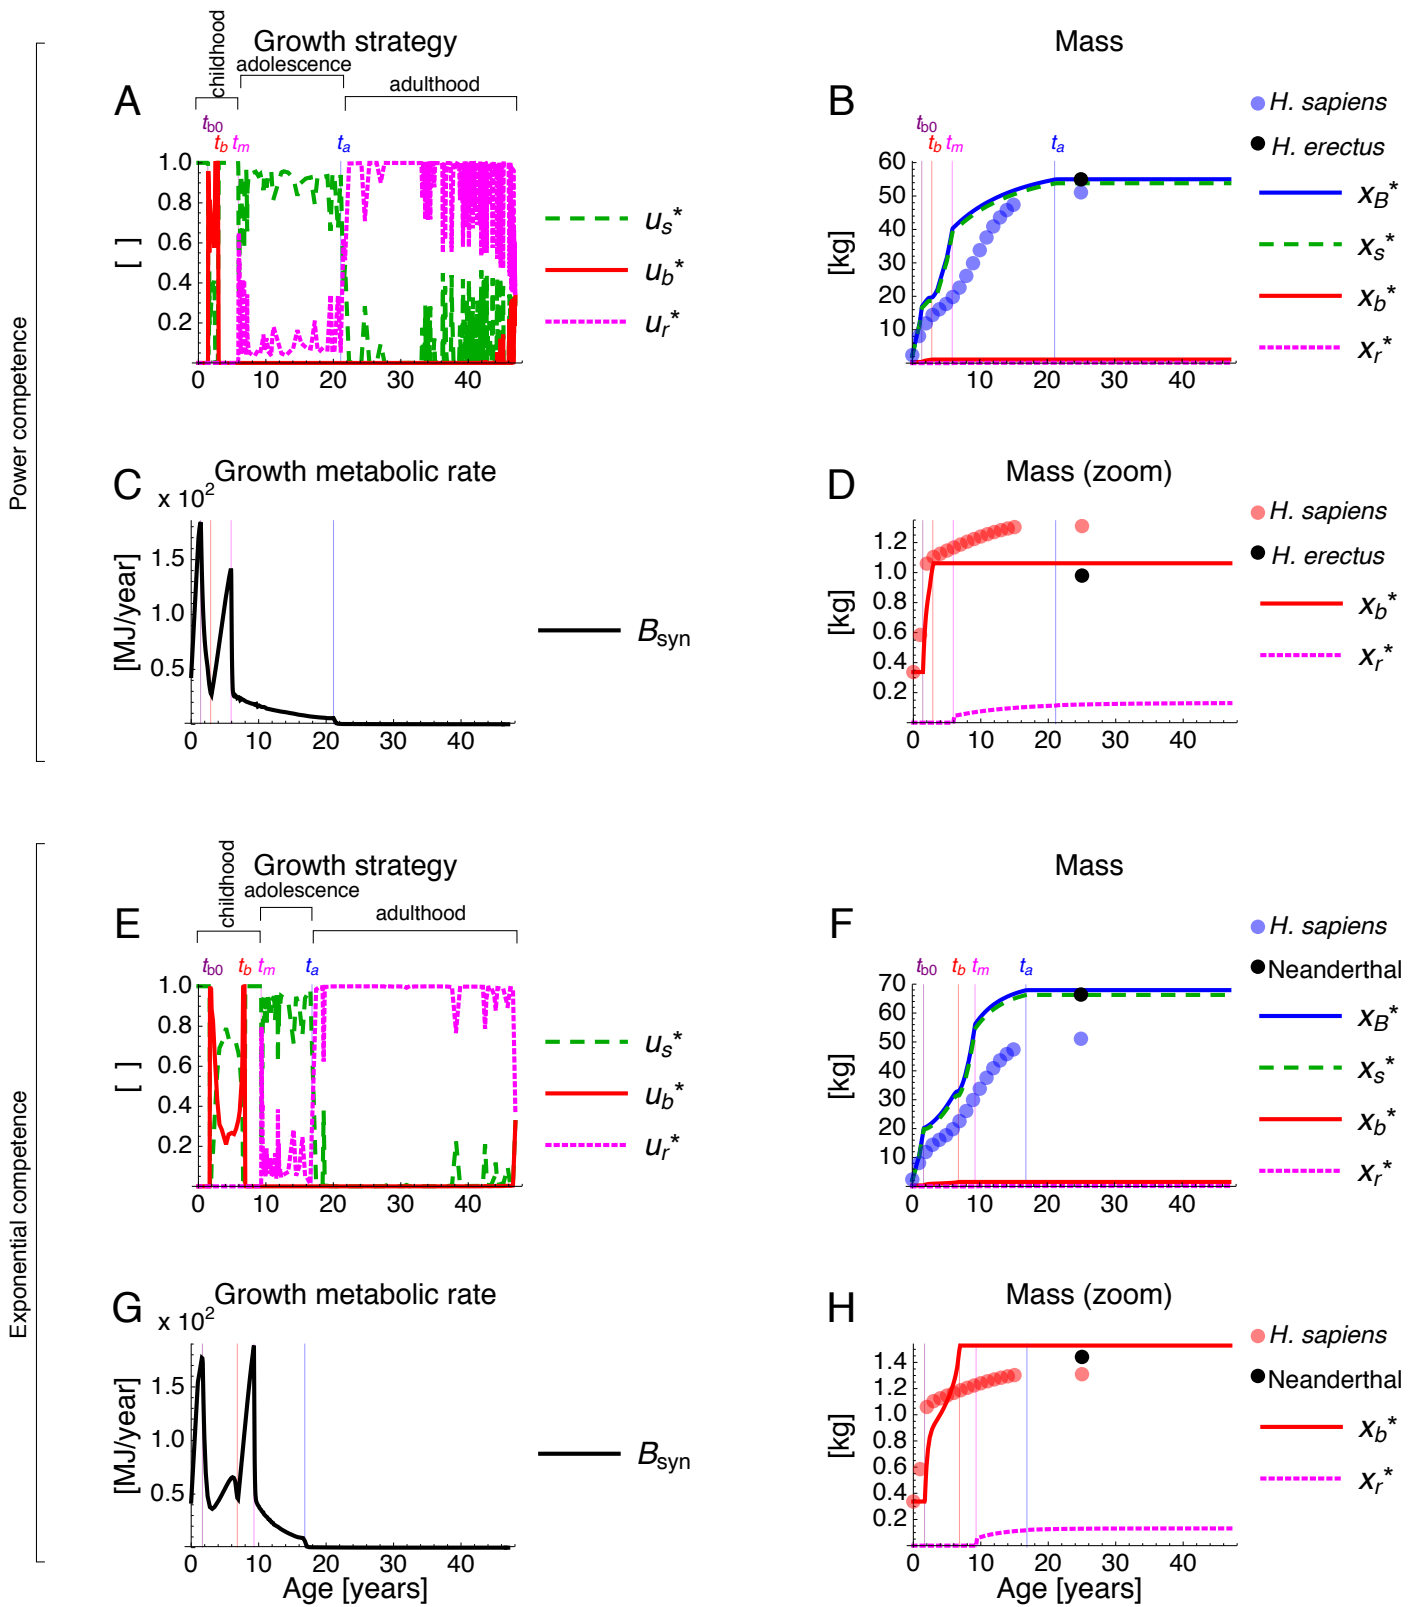 Power competence
Growth strategy
childhood
adolescence
adulthood
A
t_b0
t_b
t_m
t_a
1.0
0.8
0.6
0.4
0.2
[ ]
0 10 20 30 40
u_s*
u_b*
u_r*
Mass
B
t_b0
t_b
t_m
t_a
60
50
40
30
20
10
[kg]
10 20 30 40
H. sapiens
H. erectus
x_B*
x_s*
x_b*
x_r*
Growth metabolic rate
C
x 10²
1.5
1.0
0.5
[MJ/year]
0 10 20 30 40
B_syn
Mass (zoom)
D
1.2
1.0
0.8
0.6
0.4
0.2
[kg]
0 10 20 30 40
H. sapiens
H. erectus
x_b*
x_r*
Exponential competence
Growth strategy
childhood
adolescence
adulthood
E
t_b0
t_b
t_m
t_a
1.0
0.8
0.6
0.4
0.2
[ ]
0 10 20 30 40
u_s*
u_b*
u_r*
Mass
F
t_b0
t_b
t_m
t_a
70
60
50
40
30
20
10
[kg]
0 10 20 30 40
H. sapiens
Neanderthal
x_B*
x_s*
x_b*
x_r*
Growth metabolic rate
G
x 10²
1.5
1.0
0.5
[MJ/year]
0 10 20 30 40
Age [years]
B_syn
Mass (zoom)
H
1.4
1.2
1.0
0.8
0.6
0.4
0.2
[kg]
0 10 20 30 40
Age [years]
H. sapiens
Neanderthal
x_b*
x_r*